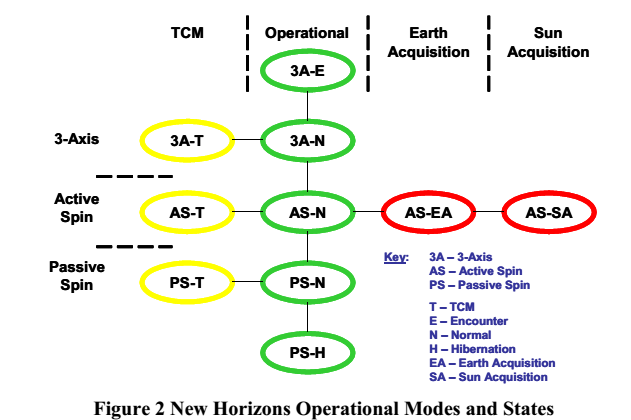 TCM Operational Earth Acquisition Sun Acquisition
3A-E
3-Axis 3A-T 3A-N
Active Spin AS-T AS-N AS-EA AS-SA
Passive Spin PS-T PS-N
PS-H
Key: 3A – 3-Axis
AS – Active Spin
PS – Passive Spin
T – TCM
E – Encounter
N – Normal
H – Hibernation
EA – Earth Acquisition
SA – Sun Acquisition
Figure 2 New Horizons Operational Modes and States